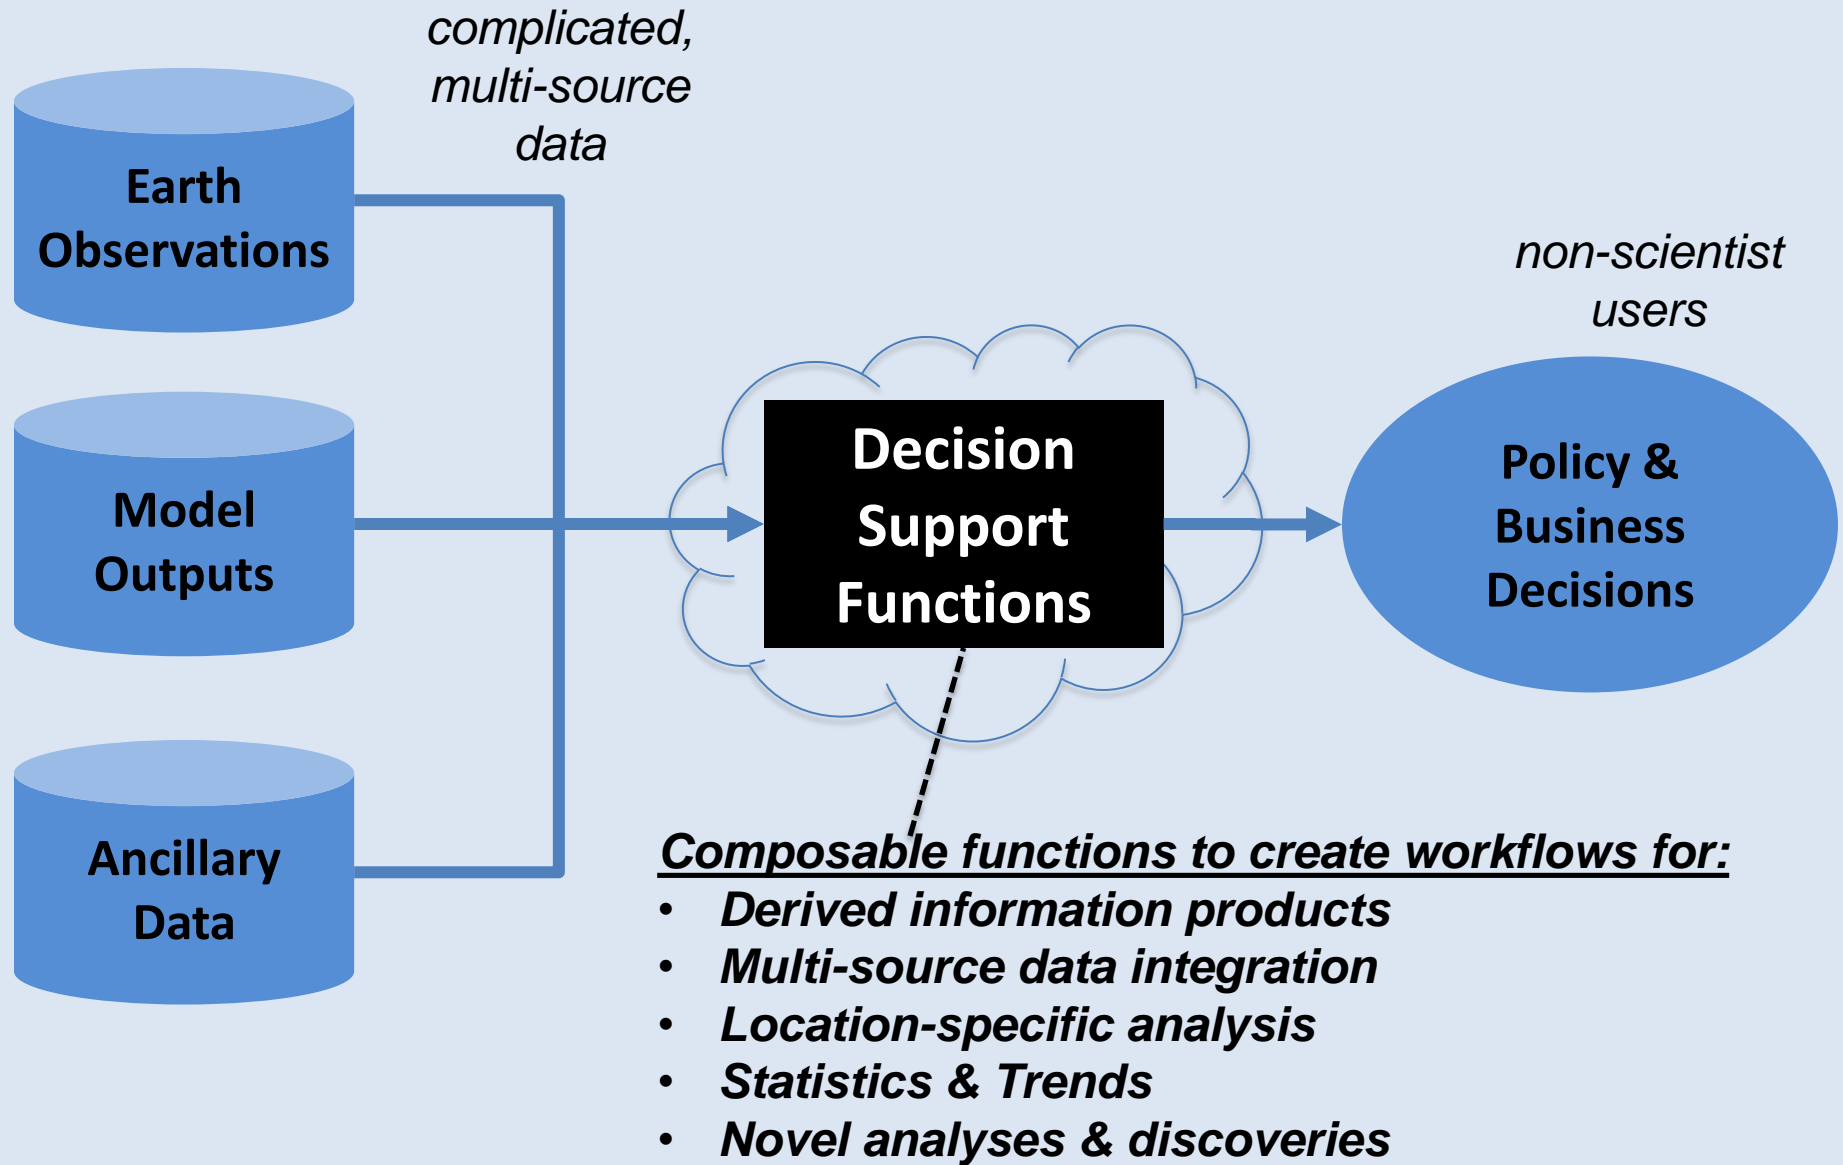 complicated,
multi-source
data
Earth
Observations
Model
Outputs
Ancillary
Data
Decision
Support
Functions
non-scientist
users
Policy &
Business
Decisions
Composable functions to create workflows for:
• Derived information products
• Multi-source data integration
• Location-specific analysis
• Statistics & Trends
• Novel analyses & discoveries